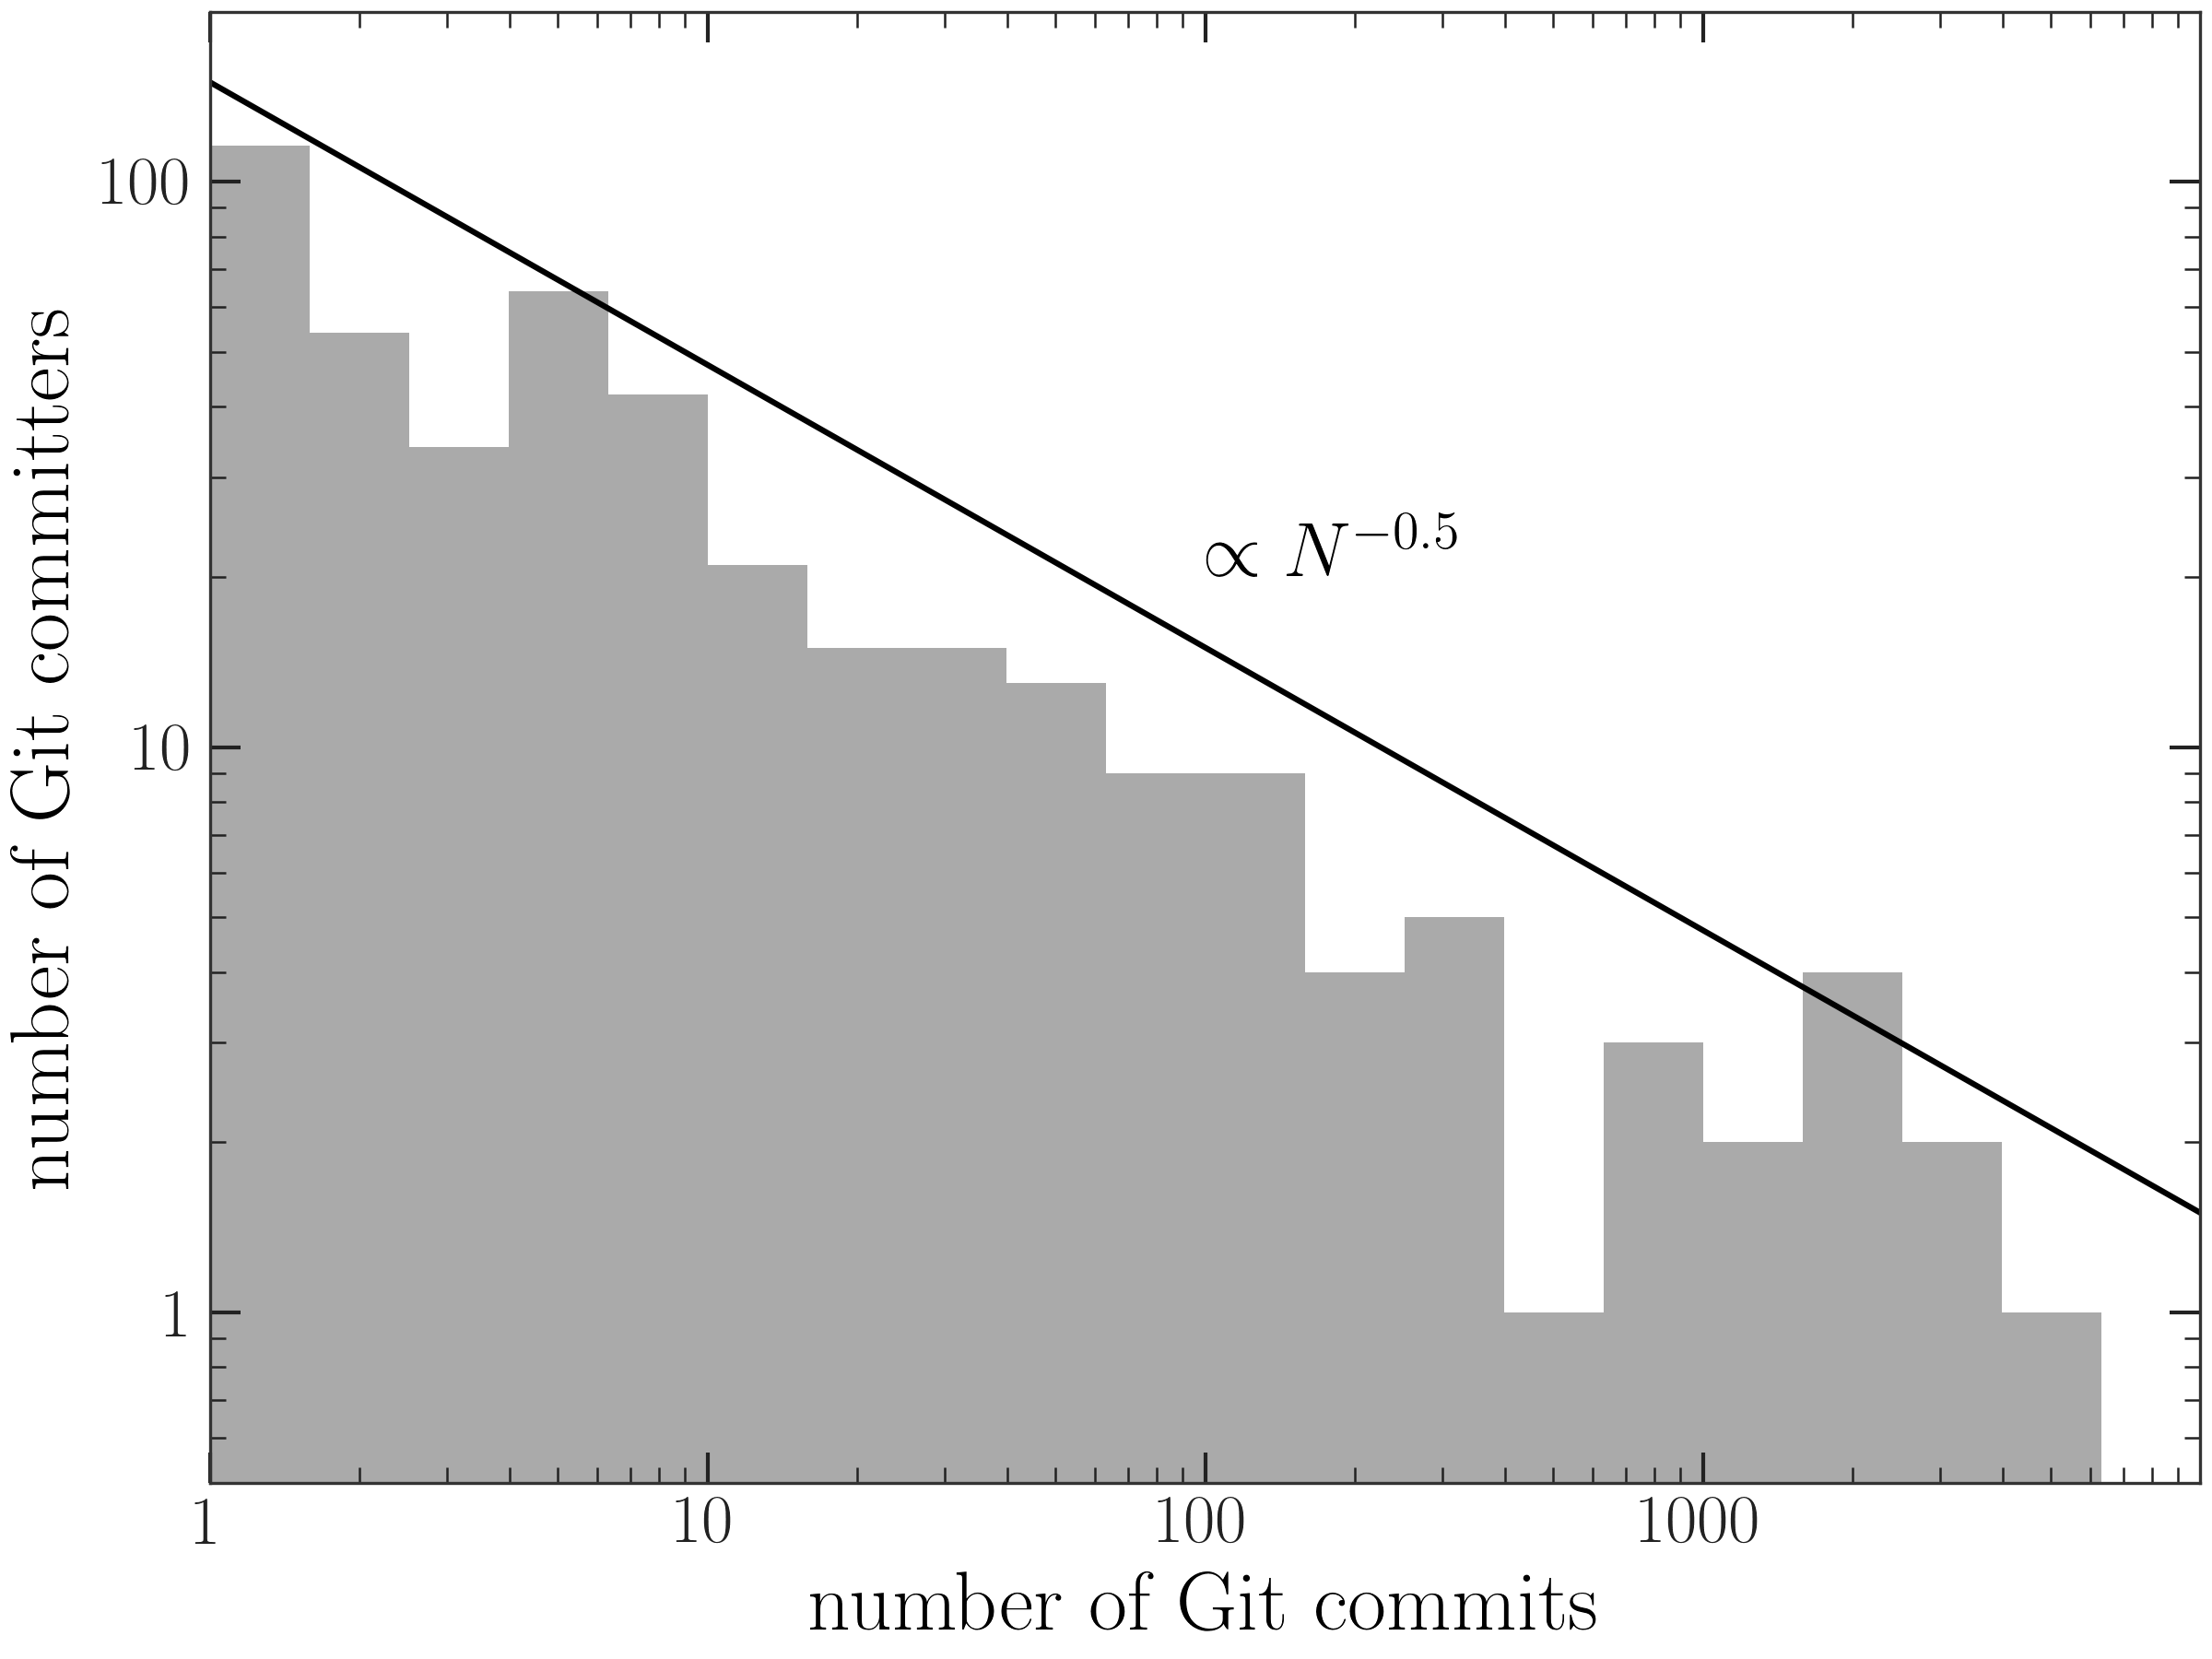 100
10
1
number of Git committers
∝ N^{-0.5}
1 10 100 1000
number of Git commits